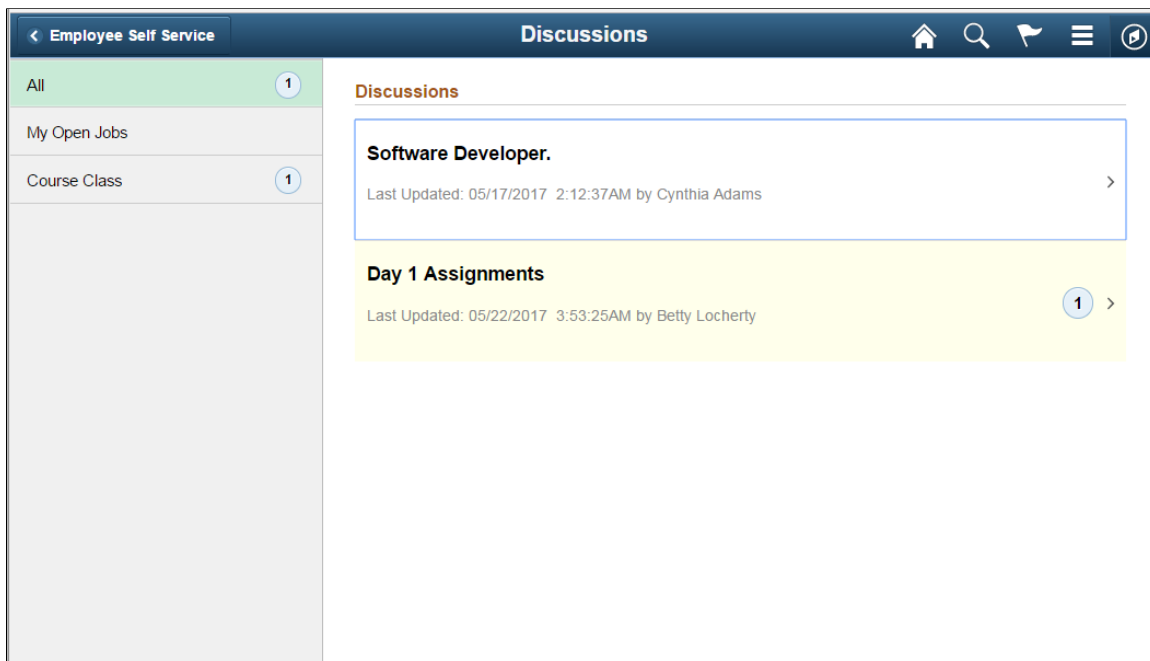 Employee Self Service
Discussions
All 1
My Open Jobs
Course Class 1
Discussions
Software Developer.
Last Updated: 05/17/2017 2:12:37AM by Cynthia Adams
Day 1 Assignments
Last Updated: 05/22/2017 3:53:25AM by Betty Locherty
1